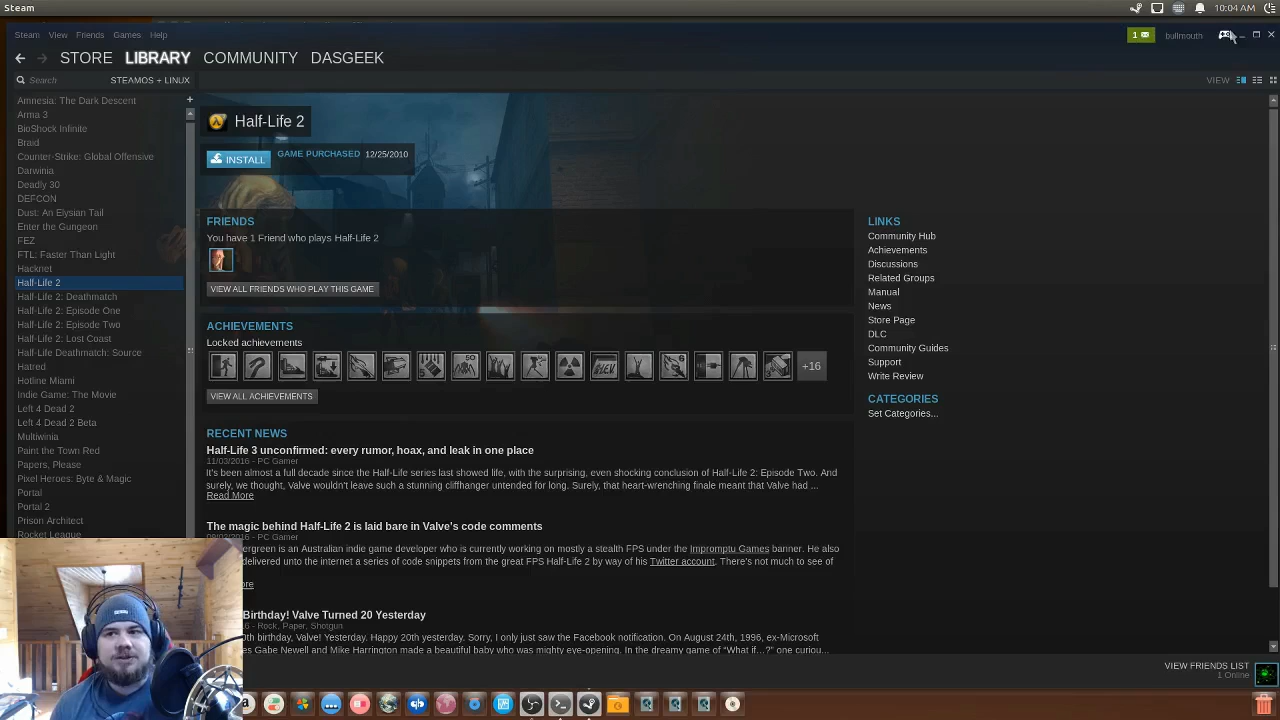 Steam
10:04 AM
Steam View Friends Games Help
1
bullmouth
STORE LIBRARY COMMUNITY DASGEEK
Search
STEAMOS + LINUX
VIEW
Amnesia: The Dark Descent
Arma 3
BioShock Infinite
Braid
Counter-Strike: Global Offensive
Darwinia
Deadly 30
DEFCON
Dust: An Elysian Tail
Enter the Gungeon
FEZ
FTL: Faster Than Light
Hacknet
Half-Life 2
Half-Life 2: Deathmatch
Half-Life 2: Episode One
Half-Life 2: Episode Two
Half-Life 2: Lost Coast
Half-Life Deathmatch: Source
Hatred
Hotline Miami
Indie Game: The Movie
Left 4 Dead 2
Left 4 Dead 2 Beta
Multiwinia
Paint the Town Red
Papers, Please
Pixel Heroes: Byte & Magic
Portal
Portal 2
Prison Architect
Rocket League
Half-Life 2
INSTALL
GAME PURCHASED 12/25/2010
FRIENDS
You have 1 Friend who plays Half-Life 2
VIEW ALL FRIENDS WHO PLAY THIS GAME
ACHIEVEMENTS
Locked achievements
+16
VIEW ALL ACHIEVEMENTS
RECENT NEWS
Half-Life 3 unconfirmed: every rumor, hoax, and leak in one place
11/03/2016 - PC Gamer
It's been almost a full decade since the Half-Life series last showed life, with the surprising, even shocking conclusion of Half-Life 2: Episode Two. And
surely, we thought, Valve wouldn't leave such a stunning cliffhanger untended for long. Surely, that heart-wrenching finale meant that Valve had ...
Read More
The magic behind Half-Life 2 is laid bare in Valve's code comments
- PC Gamer
ergreen is an Australian indie game developer who is currently working on mostly a stealth FPS under the Impromptu Games banner. He also
delivered unto the internet a series of code snippets from the great FPS Half-Life 2 by way of his Twitter account. There's not much to see of
ore
Birthday! Valve Turned 20 Yesterday
16 - Rock, Paper, Shotgun
0th birthday, Valve! Yesterday. Happy 20th yesterday. Sorry, I only just saw the Facebook notification. On August 24th, 1996, ex-Microsoft
es Gabe Newell and Mike Harrington made a beautiful baby who was mighty eye-opening. In the dreamy game of "What if...?" one curiou...
LINKS
Community Hub
Achievements
Discussions
Related Groups
Manual
News
Store Page
DLC
Community Guides
Support
Write Review
CATEGORIES
Set Categories...
VIEW FRIENDS LIST
1 Online